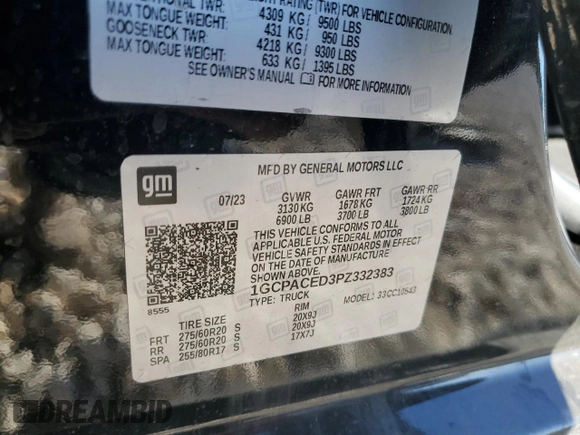 RATING (TWR) FOR VEHICLE CONFIGURATION.
TWR: 4309 KG/ 9500 LBS
MAX TONGUE WEIGHT: 431 KG/ 950 LBS
GOOSENECK TWR: 4218 KG/ 9300 LBS
MAX TONGUE WEIGHT: 633 KG/ 1395 LBS
SEE OWNER'S MANUAL FOR MORE INFORMATION
gm
MFD BY GENERAL MOTORS LLC
07/23 GVWR GAWR FRT GAWR RR
3130 KG 1678 KG 1724 KG
6900 LB 3700 LB 3800 LB
THIS VEHICLE CONFORMS TO ALL
APPLICABLE U.S. FEDERAL MOTOR
VEHICLE SAFETY STANDARDS IN EFFECT
ON THE DATE OF MANUFACTURE
SHOWN ABOVE.
1GCPACED3PZ332383
8555 TYPE: TRUCK MODEL: 33CC10543
TIRE SIZE RIM
FRT 275/60R20 S 20X9J
RR 275/60R20 S 20X9J
SPA 255/80R17 S 17X7J
DREAMBID